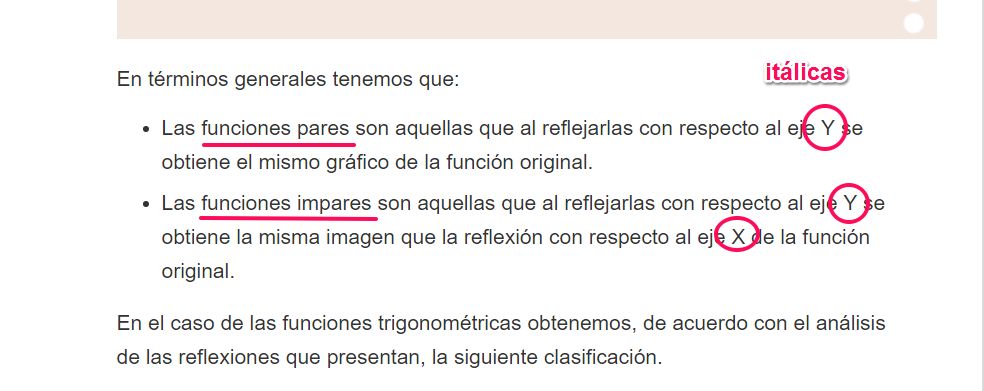 En términos generales tenemos que:
itálicas
• Las funciones pares son aquellas que al reflejarlas con respecto al eje Y se
obtiene el mismo gráfico de la función original.
• Las funciones impares son aquellas que al reflejarlas con respecto al eje Y se
obtiene la misma imagen que la reflexión con respecto al eje X de la función
original.
En el caso de las funciones trigonométricas obtenemos, de acuerdo con el análisis
de las reflexiones que presentan, la siguiente clasificación.